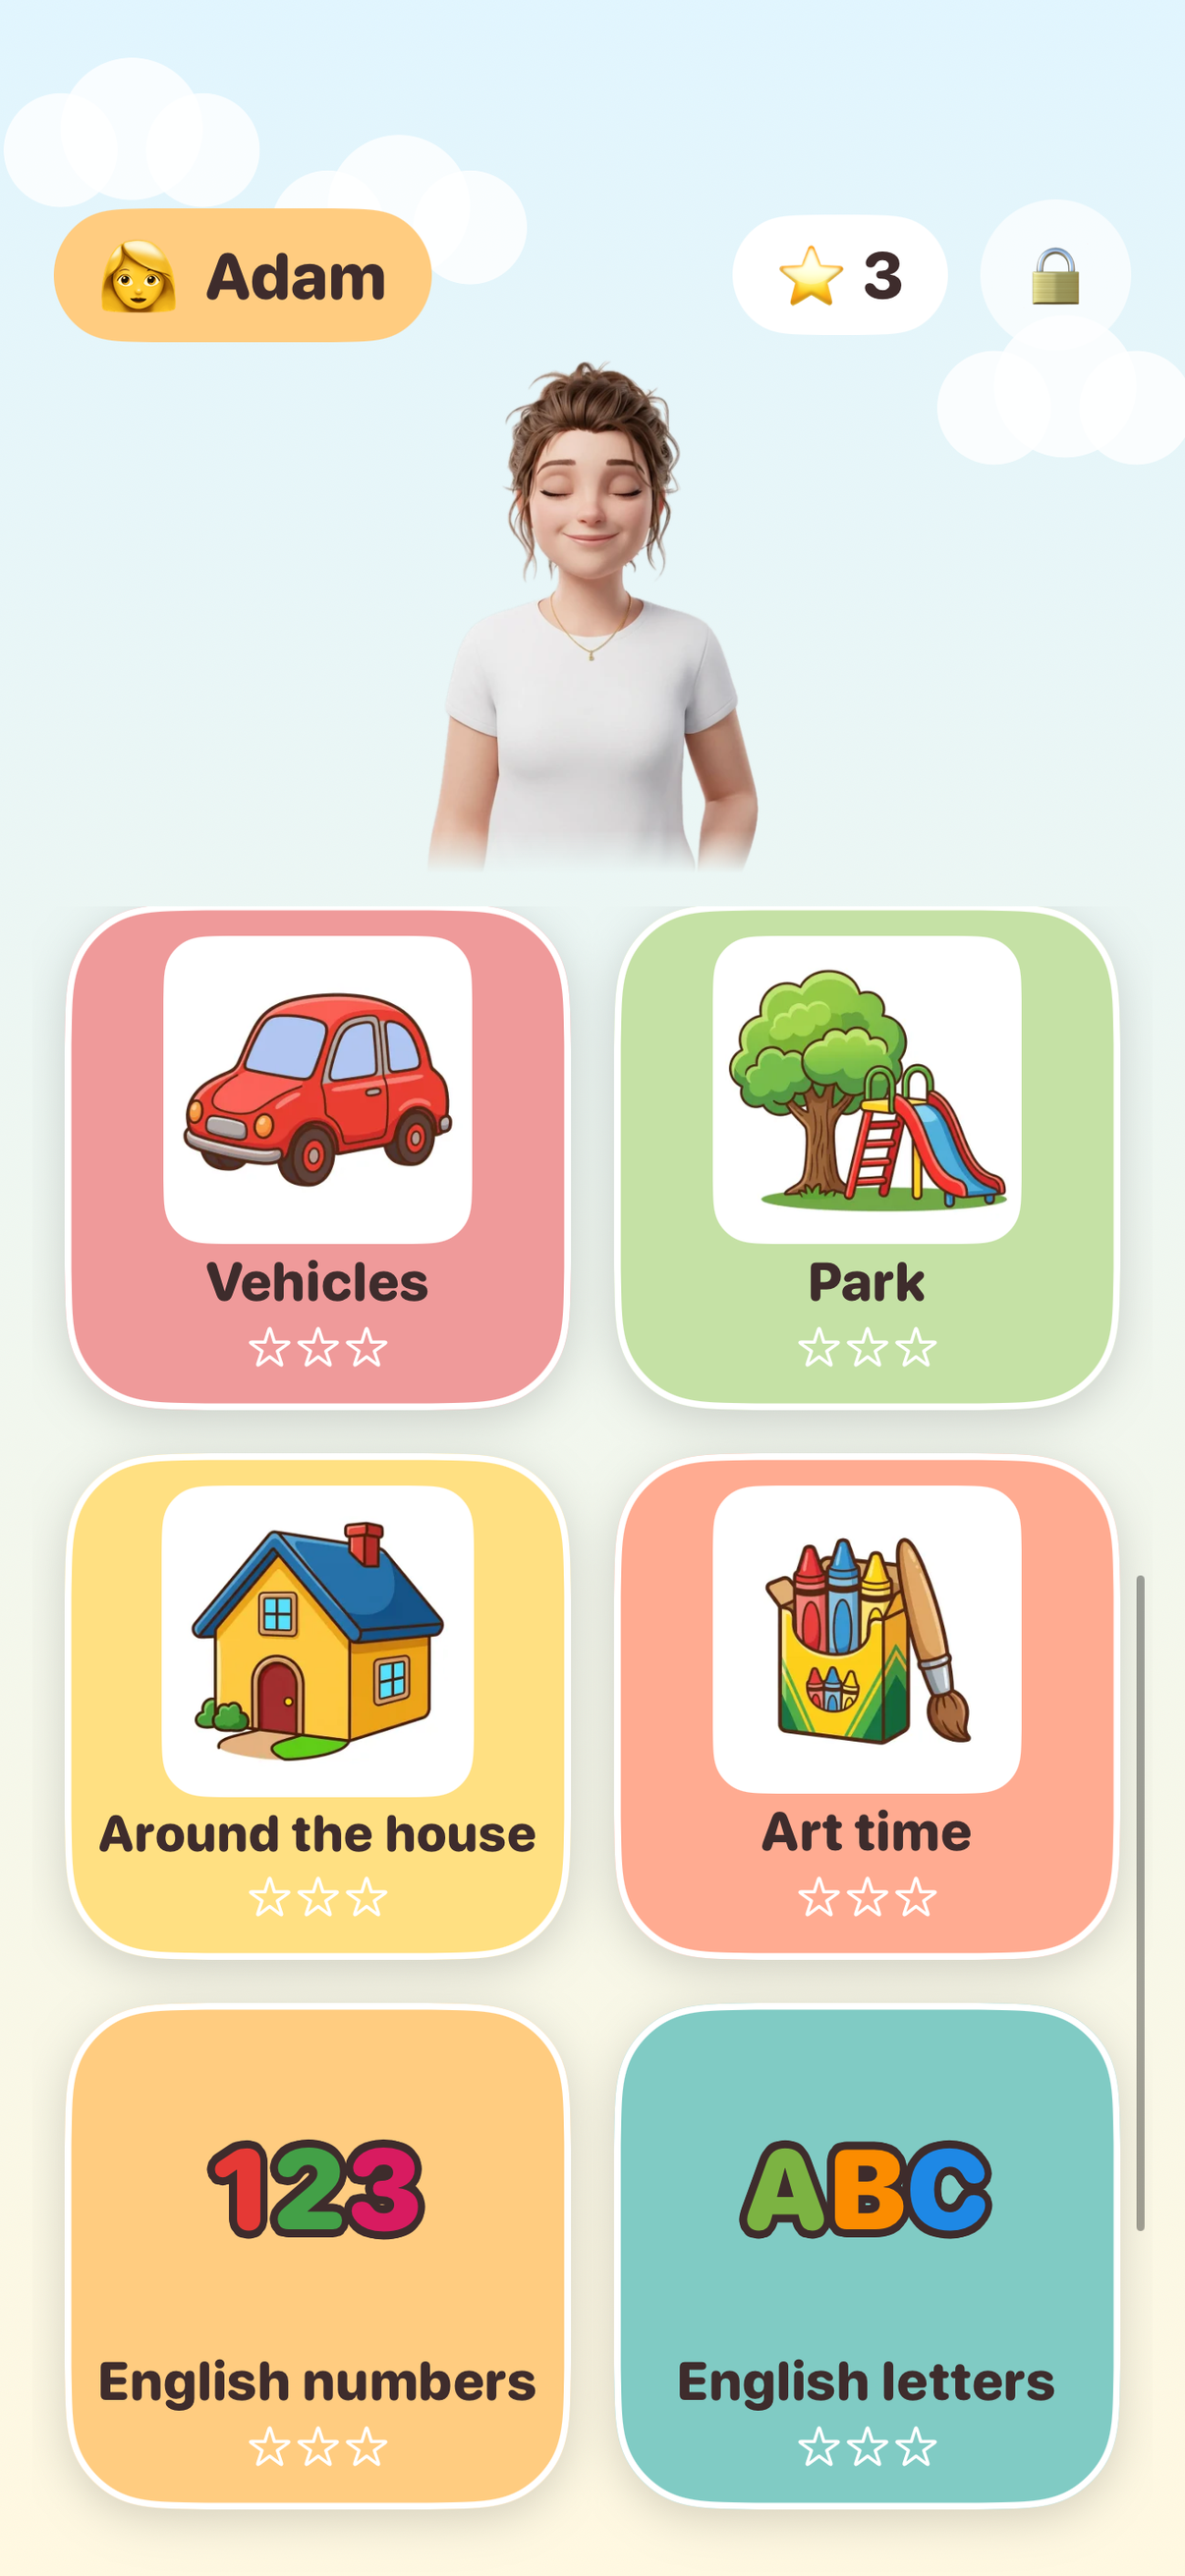 Adam
3
Vehicles
Park
Around the house
Art time
123
ABC
English numbers
English letters